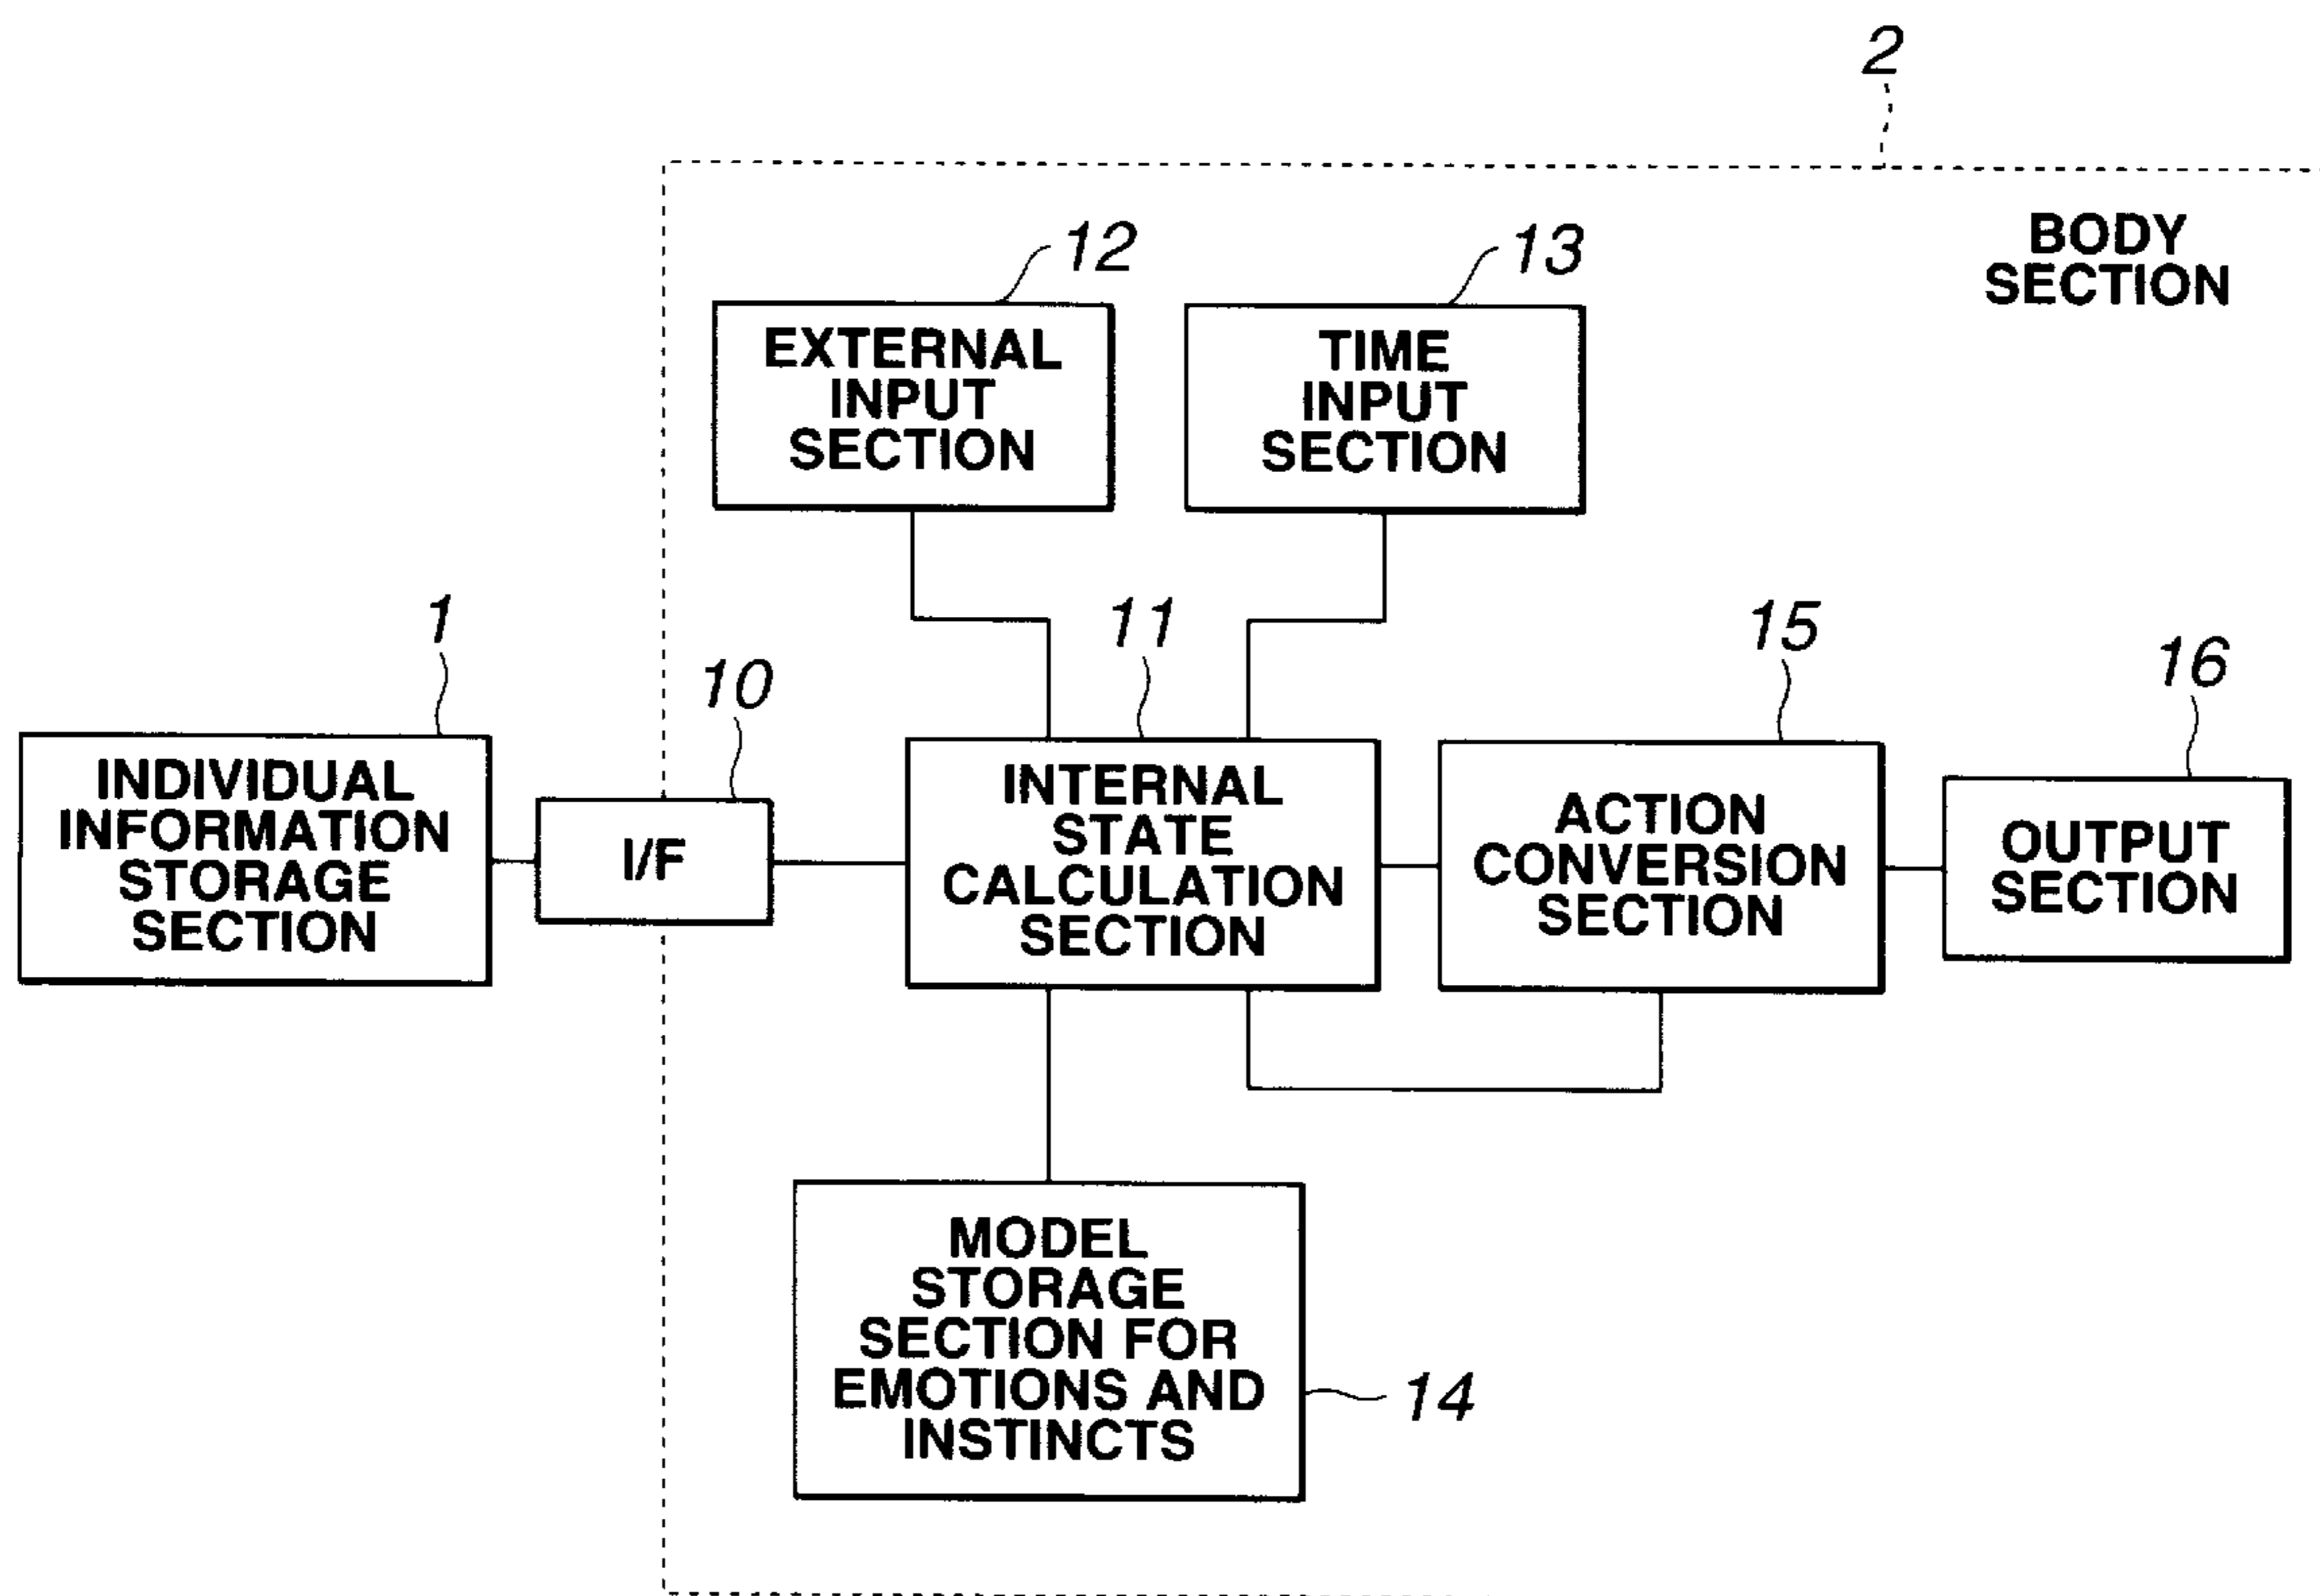 2
BODY
SECTION
12
13
EXTERNAL
INPUT
SECTION
TIME
INPUT
SECTION
1
10
11
15
16
INDIVIDUAL
INFORMATION
STORAGE
SECTION
I/F
INTERNAL
STATE
CALCULATION
SECTION
ACTION
CONVERSION
SECTION
OUTPUT
SECTION
MODEL
STORAGE
SECTION FOR
EMOTIONS AND
INSTINCTS
14